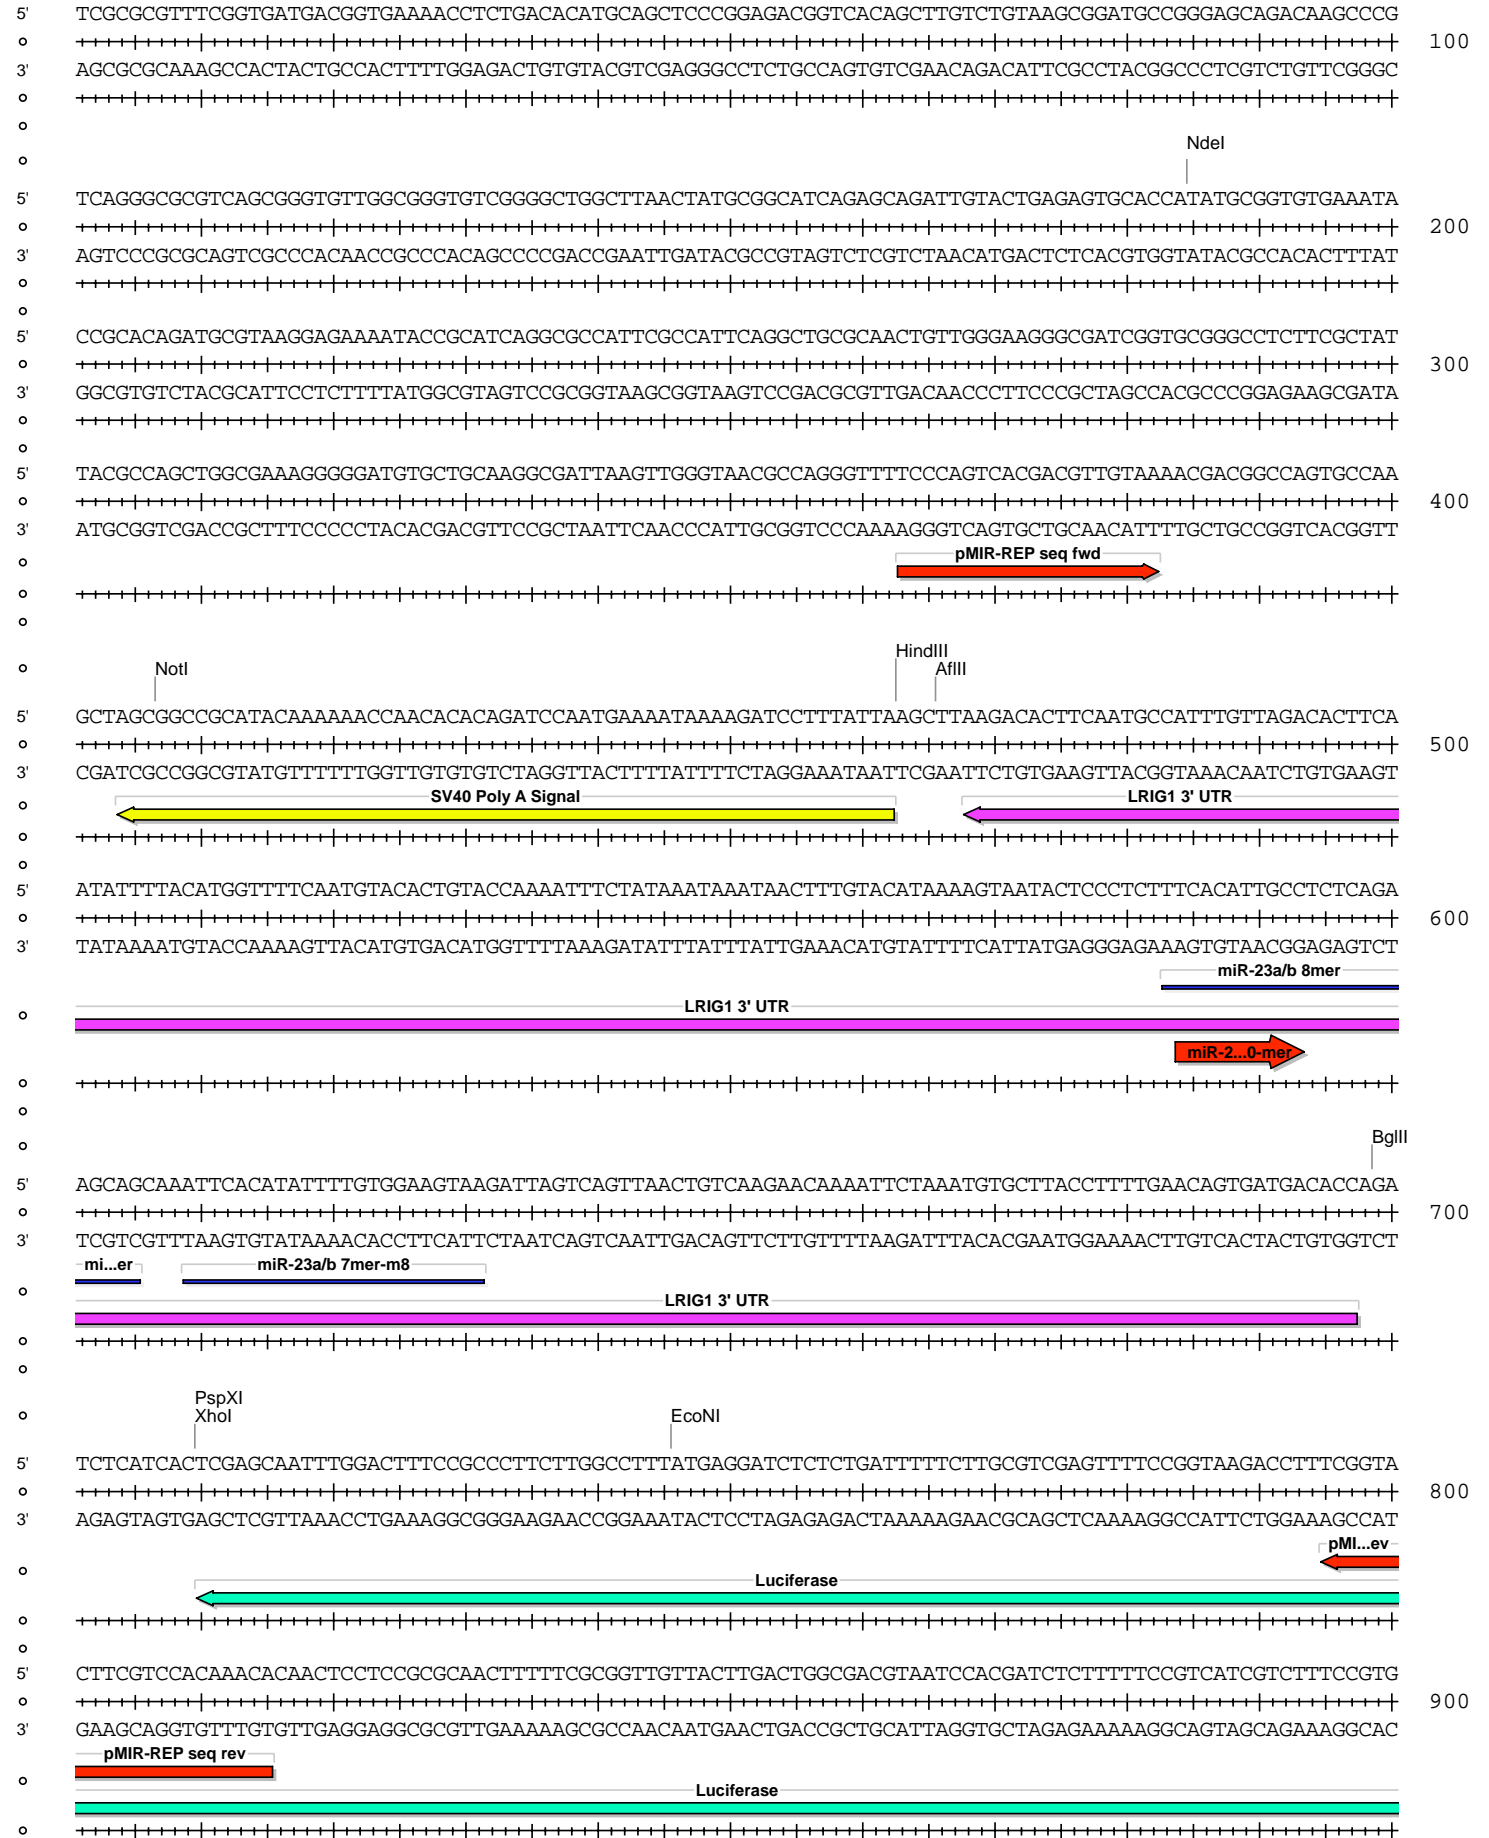 5' TCGCGCGTTTCGGTGATGACGGTGAAAACCTCTGACACATGCAGCTCCCGGAGACGGTCACAGCTTGTCTGTAAGCGGATGCCGGGAGCAGACAAGCCCG
100
3' AGCGCGCAAAGCCACTACTGCCACTTTTGGAGACTGTGTACGTCGAGGGCCTCTGCCAGTGTCGAACAGACATTCGCCTACGGCCCTCGTCTGTTCGGGC
NdeI
5' TCAGGGCGCGTCAGCGGGTGTTGGCGGGTGTCGGGGCTGGCTTAACTATGCGGCATCAGAGCAGATTGTACTGAGAGTGCACCATATGCGGTGTGAAATA
200
3' AGTCCCGCGCAGTCGCCCACAACCGCCCACAGCCCCGACCGAATTGATACGCCGTAGTCTCGTCTAACATGACTCTCACGTGGTATACGCCACACTTTAT
5' CCGCACAGATGCGTAAGGAGAAAATACCGCATCAGGCGCCATTCGCCATTCAGGCTGCGCAACTGTTGGGAAGGGCGATCGGTGCGGGCCTCTTCGCTAT
300
3' GGCGTGTCTACGCATTCCTCTTTTATGGCGTAGTCCGCGGTAAGCGGTAAGTCCGACGCGTTGACAACCCTTCCCGCTAGCCACGCCCGGAGAAGCGATA
5' TACGCCAGCTGGCGAAAGGGGGATGTGCTGCAAGGCGATTAAGTTGGGTAACGCCAGGGTTTTCCCAGTCACGACGTTGTAAAACGACGGCCAGTGCCAA
400
3' ATGCGGTCGACCGCTTTCCCCCTACACGACGTTCCGCTAATTCAACCCATTGCGGTCCCAAAAGGGTCAGTGCTGCAACATTTTGCTGCCGGTCACGGTT
pMIR-REP seq fwd
HindIII
NotI AflII
5' GCTAGCGGCCGCATACAAAAAACCAACACACAGATCCAATGAAAATAAAAGATCCTTTATTAAGCTTAAGACACTTCAATGCCATTTGTTAGACACTTCA
500
3' CGATCGCCGGCGTATGTTTTTTGGTTGTGTGTCTAGGTTACTTTTATTTTCTAGGAAATAATTCGAATTCTGTGAAGTTACGGTAAACAATCTGTGAAGT
SV40 Poly A Signal LRIG1 3' UTR
5' ATATTTTACATGGTTTTCAATGTACACTGTACCAAAATTTCTATAAATAAATAACTTTGTACATAAAAGTAATACTCCCTCTTTCACATTGCCTCTCAGA
600
3' TATAAAATGTACCAAAAGTTACATGTGACATGGTTTTAAAGATATTTATTTATTGAAACATGTATTTTCATTATGAGGGAGAAAGTGTAACGGAGAGTCT
miR-23a/b 8mer
LRIG1 3' UTR
miR-2...0-mer
BglII
5' AGCAGCAAATTCACATATTTTGTGGAAGTAAGATTAGTCAGTTAACTGTCAAGAACAAAATTCTAAATGTGCTTACCTTTTGAACAGTGATGACACCAGA
700
3' TCGTCGTTTAAGTGTATAAAACACCTTCATTCTAATCAGTCAATTGACAGTTCTTGTTTTAAGATTTACACGAATGGAAAACTTGTCACTACTGTGGTCT
mi...er miR-23a/b 7mer-m8
LRIG1 3' UTR
PspXI
XhoI EcoNI
5' TCTCATCACTCGAGCAATTTGGACTTTCCGCCCTTCTTGGCCTTTATGAGGATCTCTCTGATTTTTCTTGCGTCGAGTTTTCCGGTAAGACCTTTCGGTA
800
3' AGAGTAGTGAGCTCGTTAAACCTGAAAGGCGGGAAGAACCGGAAATACTCCTAGAGAGACTAAAAAGAACGCAGCTCAAAAGGCCATTCTGGAAAGCCAT
pMI...ev
Luciferase
5' CTTCGTCCACAAACACAACTCCTCCGCGCAACTTTTTCGCGGTTGTTACTTGACTGGCGACGTAATCCACGATCTCTTTTTCCGTCATCGTCTTTCCGTG
900
3' GAAGCAGGTGTTTGTGTTGAGGAGGCGCGTTGAAAAAGCGCCAACAATGAACTGACCGCTGCATTAGGTGCTAGAGAAAAAGGCAGTAGCAGAAAGGCAC
pMIR-REP seq rev
Luciferase